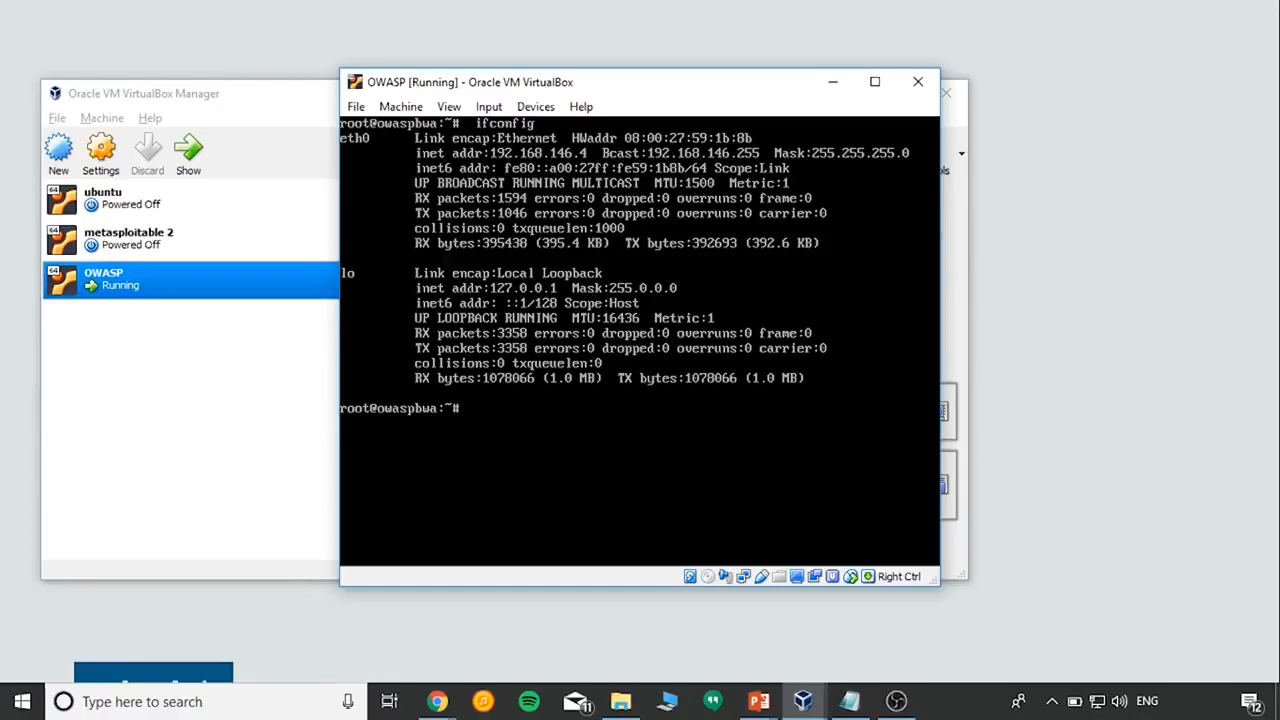 Oracle VM VirtualBox Manager
File Machine Help
New Settings Discard Show
ubuntu
Powered Off
metasploitable 2
Powered Off
OWASP
Running
OWASP [Running] - Oracle VM VirtualBox
File Machine View Input Devices Help
root@owaspbwa:~# ifconfig
eth0 Link encap:Ethernet HWaddr 08:00:27:59:1b:8b
inet addr:192.168.146.4 Bcast:192.168.146.255 Mask:255.255.255.0
inet6 addr: fe80::a00:27ff:fe59:1b8b/64 Scope:Link
UP BROADCAST RUNNING MULTICAST MTU:1500 Metric:1
RX packets:1594 errors:0 dropped:0 overruns:0 frame:0
TX packets:1046 errors:0 dropped:0 overruns:0 carrier:0
collisions:0 txqueuelen:1000
RX bytes:395438 (395.4 KB) TX bytes:392693 (392.6 KB)
lo Link encap:Local Loopback
inet addr:127.0.0.1 Mask:255.0.0.0
inet6 addr: ::1/128 Scope:Host
UP LOOPBACK RUNNING MTU:16436 Metric:1
RX packets:3358 errors:0 dropped:0 overruns:0 frame:0
TX packets:3358 errors:0 dropped:0 overruns:0 carrier:0
collisions:0 txqueuelen:0
RX bytes:1078066 (1.0 MB) TX bytes:1078066 (1.0 MB)
root@owaspbwa:~#
Right Ctrl
Type here to search
11
ENG
12